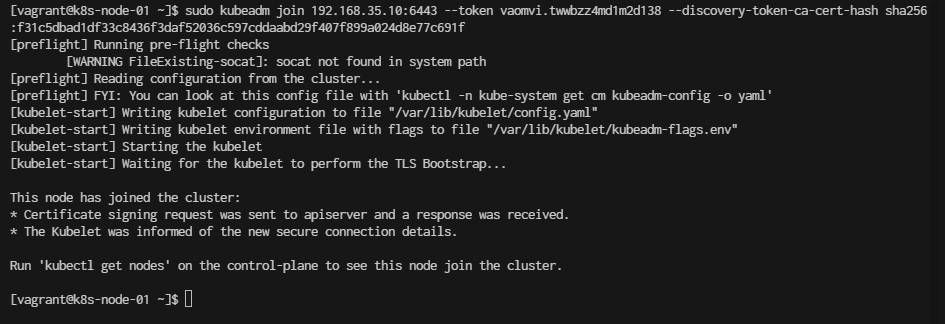 [vagrant@k8s-node-01 ~]$ sudo kubeadm join 192.168.35.10:6443 --token vaomvi.twwbzz4md1m2d138 --discovery-token-ca-cert-hash sha256
:f31c5dbad1df33c8436f3daf52036c597cddaabd29f407f899a024d8e77c691f
[preflight] Running pre-flight checks
        [WARNING FileExisting-socat]: socat not found in system path
[preflight] Reading configuration from the cluster...
[preflight] FYI: You can look at this config file with 'kubectl -n kube-system get cm kubeadm-config -o yaml'
[kubelet-start] Writing kubelet configuration to file "/var/lib/kubelet/config.yaml"
[kubelet-start] Writing kubelet environment file with flags to file "/var/lib/kubelet/kubeadm-flags.env"
[kubelet-start] Starting the kubelet
[kubelet-start] Waiting for the kubelet to perform the TLS Bootstrap...

This node has joined the cluster:
* Certificate signing request was sent to apiserver and a response was received.
* The Kubelet was informed of the new secure connection details.

Run 'kubectl get nodes' on the control-plane to see this node join the cluster.

[vagrant@k8s-node-01 ~]$